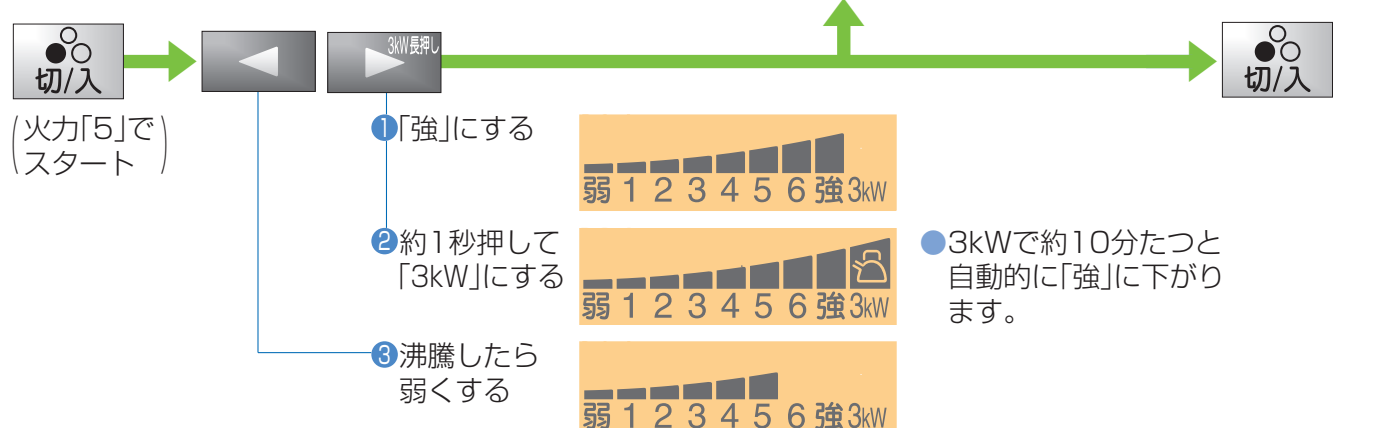 切/入
3kW長押し
切/入
(火力「5」で
スタート)
❶「強」にする
弱 1 2 3 4 5 6 強 3kW
❷約1秒押して
「3kW」にする
弱 1 2 3 4 5 6 強 3kW
●3kWで約10分たつと
自動的に「強」に下がり
ます。
❸沸騰したら
弱くする
弱 1 2 3 4 5 6 強 3kW